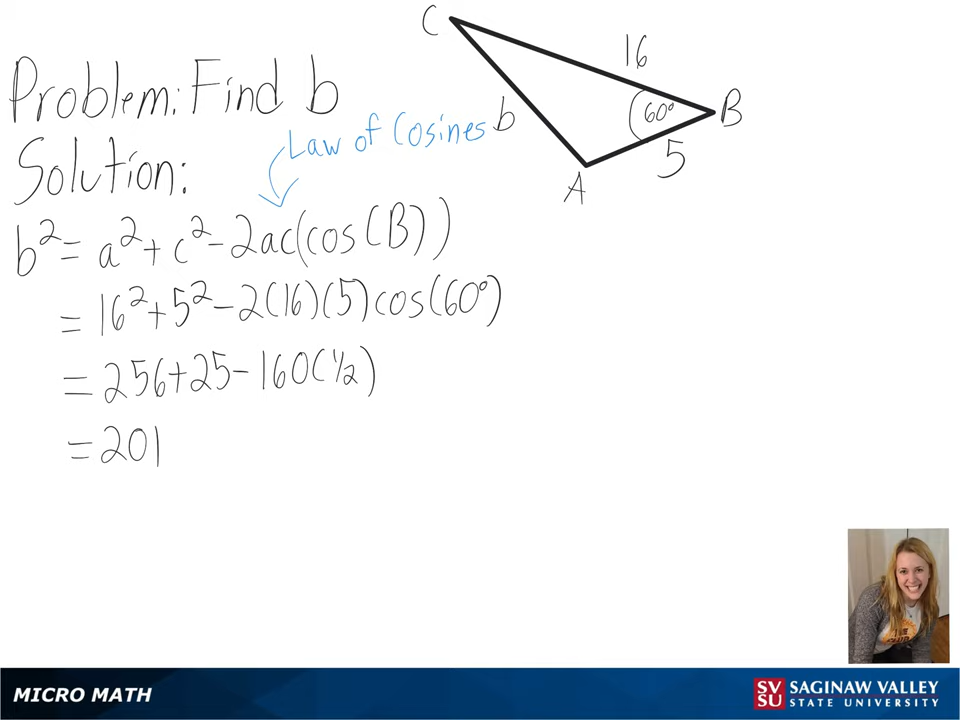 C
16
Problem: Find b
b
60°
B
Law of Cosines
5
Solution:
A
b² = a² + c² - 2ac(cos(B))
= 16² + 5² - 2(16)(5)cos(60°)
= 256 + 25 - 160(½)
= 201
MICRO MATH
SV
SU
SAGINAW VALLEY
STATE UNIVERSITY